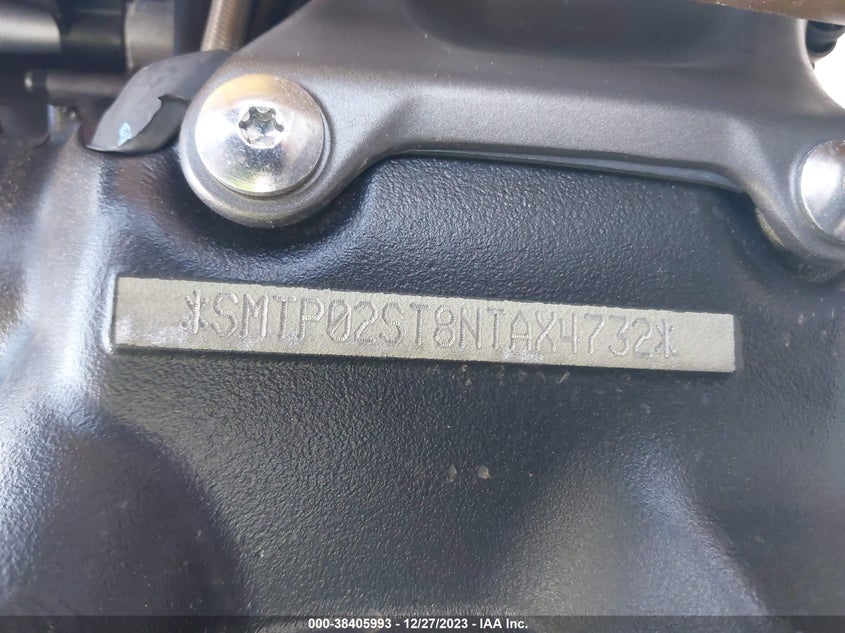 *SMTP02ST8NTAX4732*
000-38405993 — 12/27/2023 — IAA Inc.